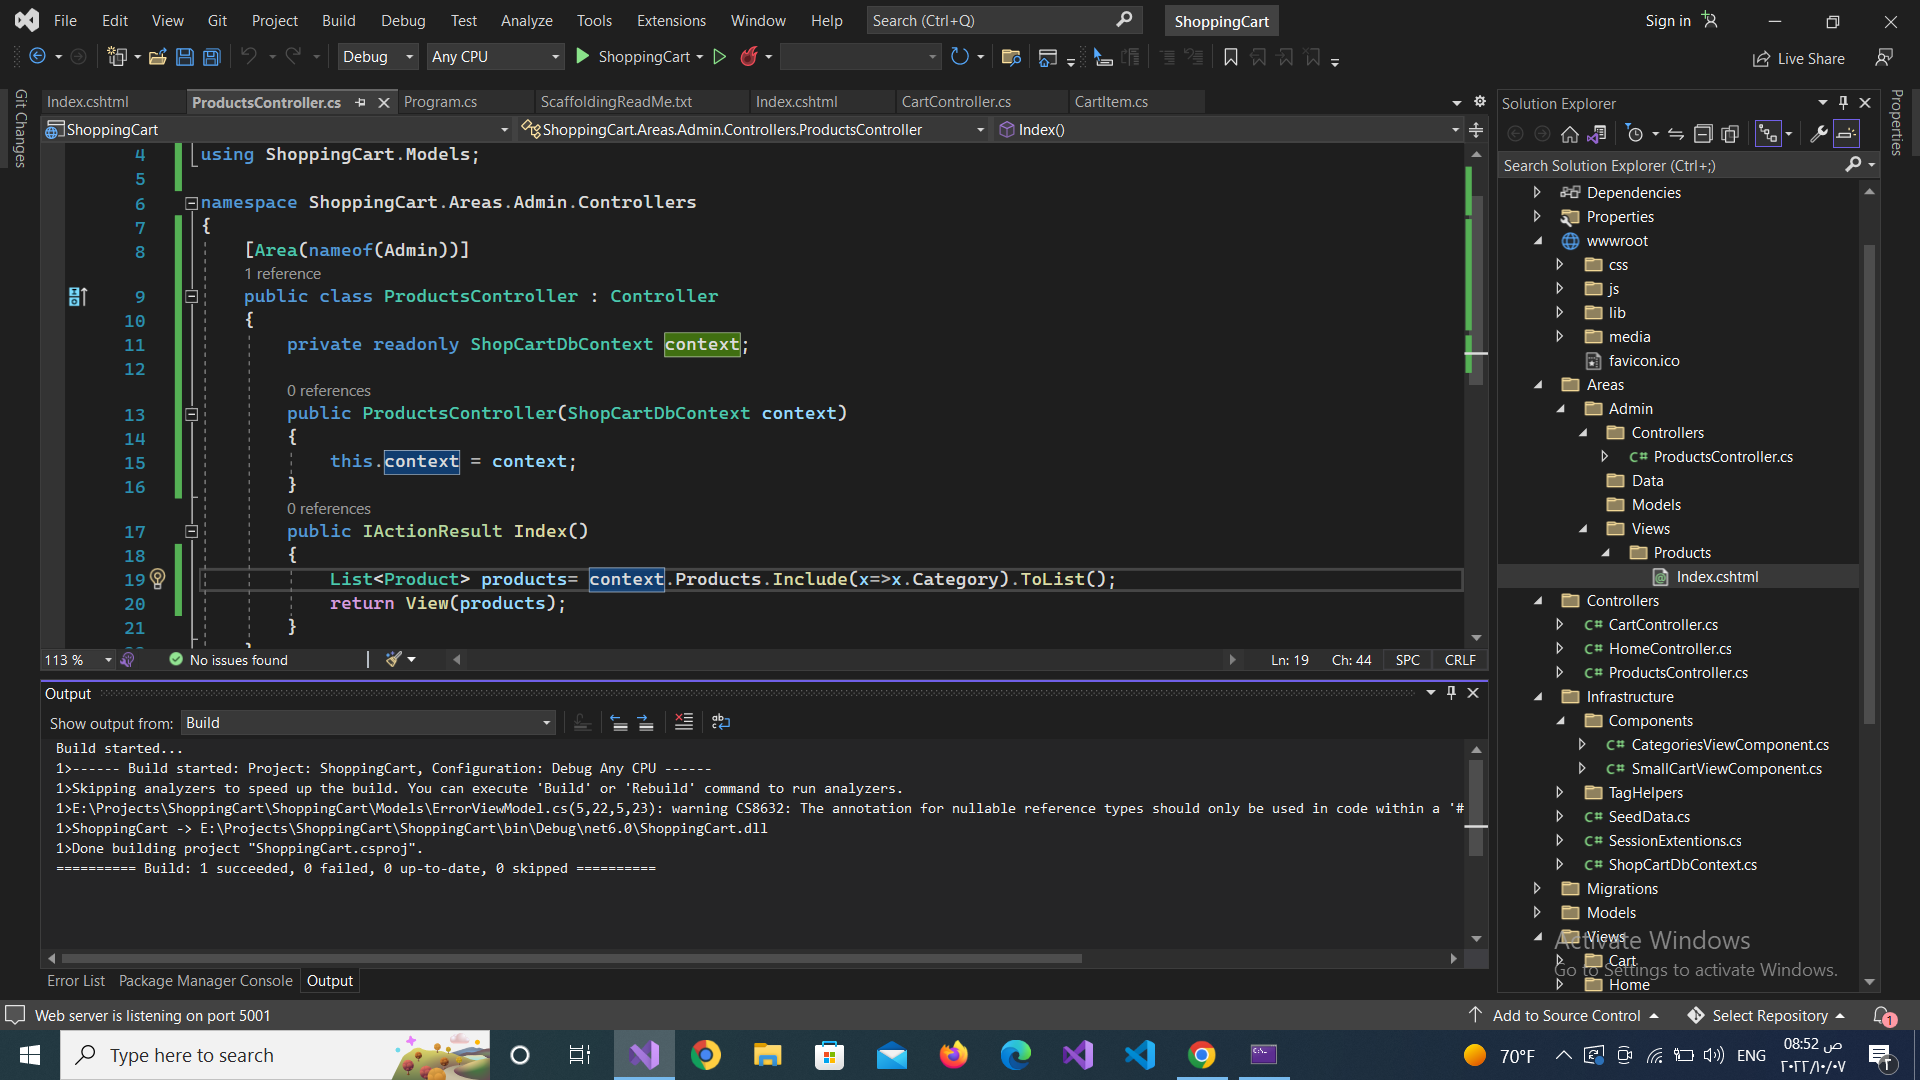 File Edit View Git Project Build Debug Test Analyze Tools Extensions Window Help Search (Ctrl+Q) ShoppingCart Sign in
Debug Any CPU ShoppingCart Live Share
Git Changes
Index.cshtml ProductsController.cs Program.cs ScaffoldingReadMe.txt Index.cshtml CartController.cs CartItem.cs
ShoppingCart ShoppingCart.Areas.Admin.Controllers.ProductsController Index()
4 using ShoppingCart.Models;
5
6 namespace ShoppingCart.Areas.Admin.Controllers
7 {
8 [Area(nameof(Admin))]
1 reference
9 public class ProductsController : Controller
10 {
11 private readonly ShopCartDbContext context;
12
0 references
13 public ProductsController(ShopCartDbContext context)
14 {
15 this.context = context;
16 }
0 references
17 public IActionResult Index()
18 {
19 List<Product> products= context.Products.Include(x=>x.Category).ToList();
20 return View(products);
21 }
113 % No issues found Ln: 19 Ch: 44 SPC CRLF
Output
Show output from: Build
Build started...
1>------ Build started: Project: ShoppingCart, Configuration: Debug Any CPU ------
1>Skipping analyzers to speed up the build. You can execute 'Build' or 'Rebuild' command to run analyzers.
1>E:\Projects\ShoppingCart\ShoppingCart\Models\ErrorViewModel.cs(5,22,5,23): warning CS8632: The annotation for nullable reference types should only be used in code within a '#
1>ShoppingCart -> E:\Projects\ShoppingCart\ShoppingCart\bin\Debug\net6.0\ShoppingCart.dll
1>Done building project "ShoppingCart.csproj".
========== Build: 1 succeeded, 0 failed, 0 up-to-date, 0 skipped ==========
Error List Package Manager Console Output
Solution Explorer
Properties
Search Solution Explorer (Ctrl+;)
Dependencies
Properties
wwwroot
css
js
lib
media
favicon.ico
Areas
Admin
Controllers
C# ProductsController.cs
Data
Models
Views
Products
Index.cshtml
Controllers
C# CartController.cs
C# HomeController.cs
C# ProductsController.cs
Infrastructure
Components
C# CategoriesViewComponent.cs
C# SmallCartViewComponent.cs
TagHelpers
C# SeedData.cs
C# SessionExtentions.cs
C# ShopCartDbContext.cs
Migrations
Models
Views
Cart
Home
Activate Windows
Go to Settings to activate Windows.
Web server is listening on port 5001 Add to Source Control Select Repository 1
Type here to search 70°F ENG 08:52 ص
٢٠٢٢/١٠/٠٧ ٢